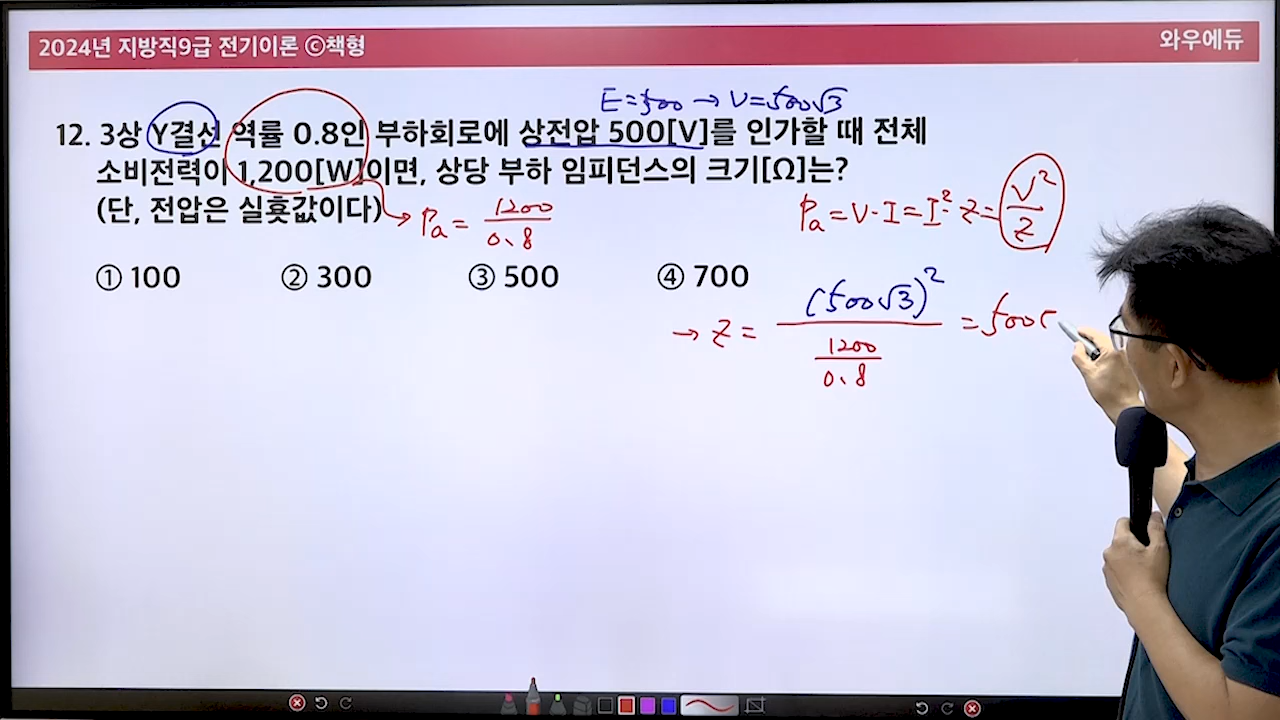 2024년 지방직9급 전기이론 ⓒ책형
와우에듀
E=500 → V=500√3
12. 3상 Y결선 역률 0.8인 부하회로에 상전압 500[V]를 인가할 때 전체
소비전력이 1,200[W]이면, 상당 부하 임피던스의 크기[Ω]는?
(단, 전압은 실횻값이다)
→ Pa = 1200/0.8
Pa = V·I = I²·Z = V²/Z
① 100 ② 300 ③ 500 ④ 700
→ Z = (500√3)²/(1200/0.8) = 500